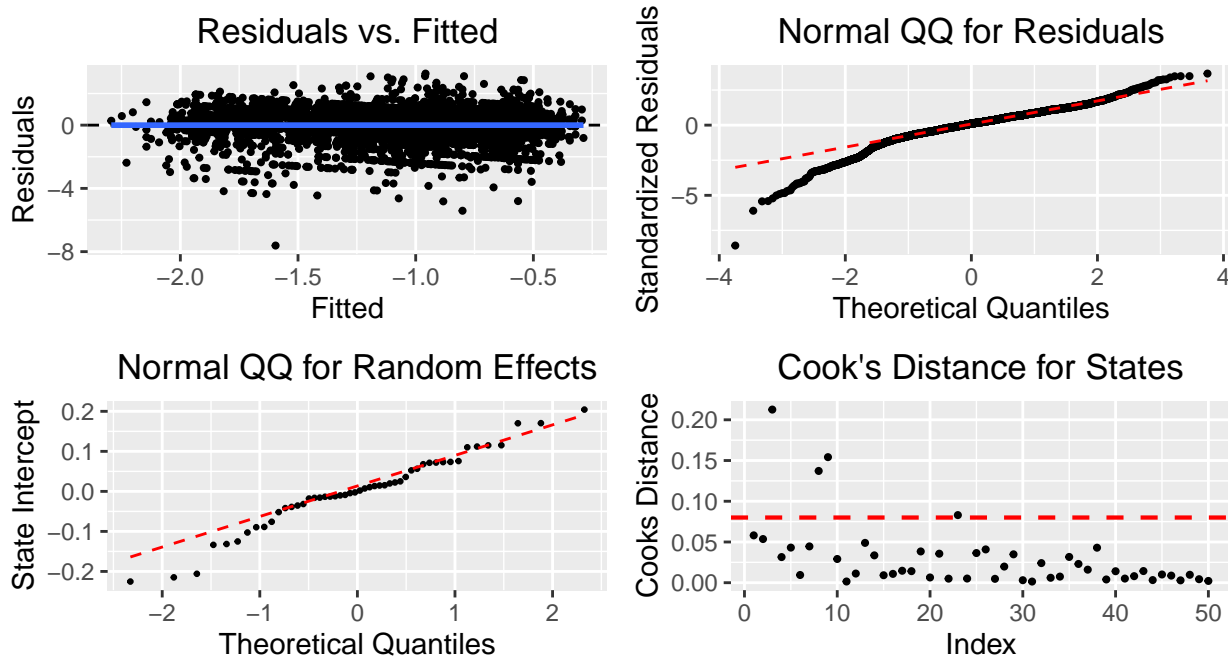 Residuals vs. Fitted
Residuals
0
−4
−8
−2.0 −1.5 −1.0 −0.5
Fitted
Normal QQ for Residuals
Standardized Residuals
0
−5
−4 −2 0 2 4
Theoretical Quantiles
Normal QQ for Random Effects
State Intercept
0.2
0.1
0.0
−0.1
−0.2
−2 −1 0 1 2
Theoretical Quantiles
Cook's Distance for States
Cooks Distance
0.20
0.15
0.10
0.05
0.00
0 10 20 30 40 50
Index